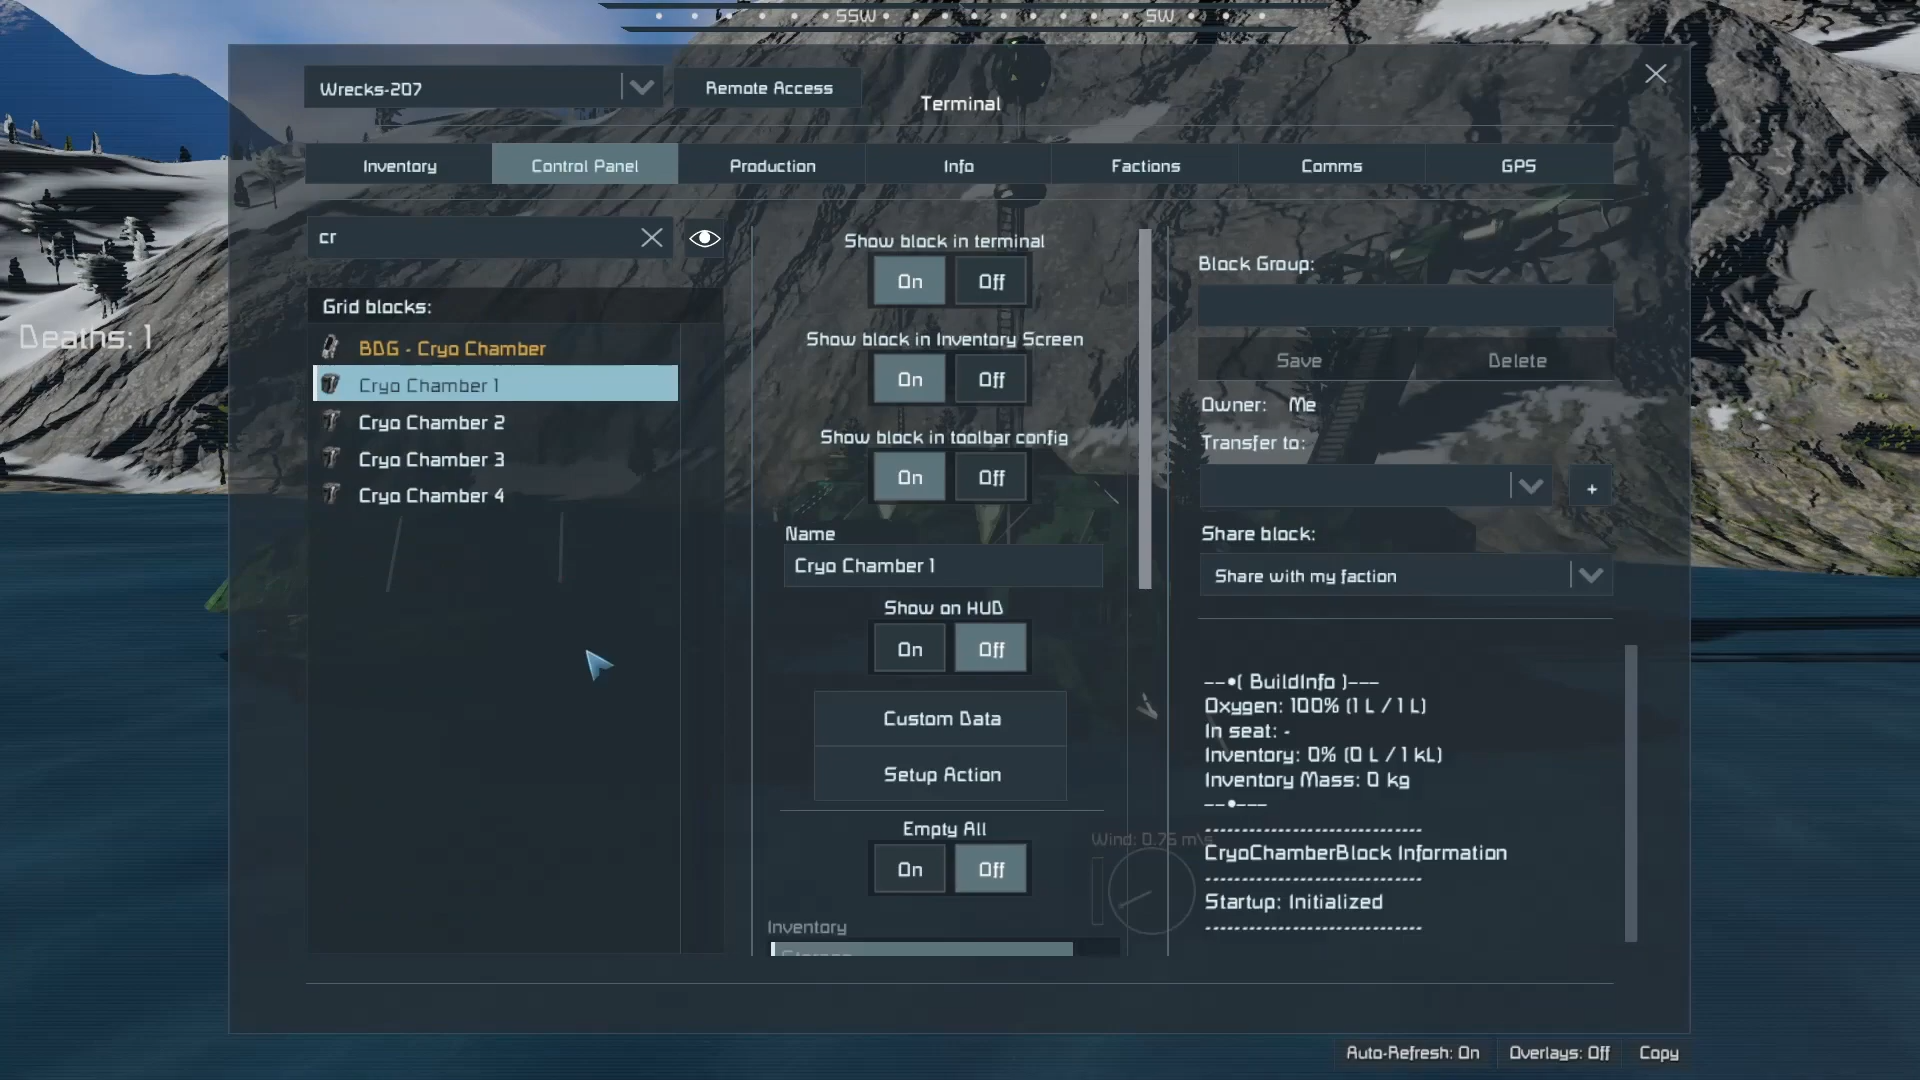 SSW SW
Wrecks-207
Remote Access
Terminal
Inventory Control Panel Production Info Factions Comms GPS
cr
Deaths: 1
Grid blocks:
BDG - Cryo Chamber
Cryo Chamber 1
Cryo Chamber 2
Cryo Chamber 3
Cryo Chamber 4
Show block in terminal
On Off
Show block in Inventory Screen
On Off
Show block in toolbar config
On Off
Name
Cryo Chamber 1
Show on HUD
On Off
Custom Data
Setup Action
Empty All
On Off
Inventory
Storage
Wind: 0.75 m\s
Block Group:
Save Delete
Owner: Me
Transfer to:
+
Share block:
Share with my faction
--•( BuildInfo )---
Oxygen: 100% (1 L / 1 L)
In seat: -
Inventory: 0% (0 L / 1 kL)
Inventory Mass: 0 kg
--•---
------------------------------
CryoChamberBlock Information
------------------------------
Startup: Initialized
------------------------------
Auto-Refresh: On Overlays: Off Copy